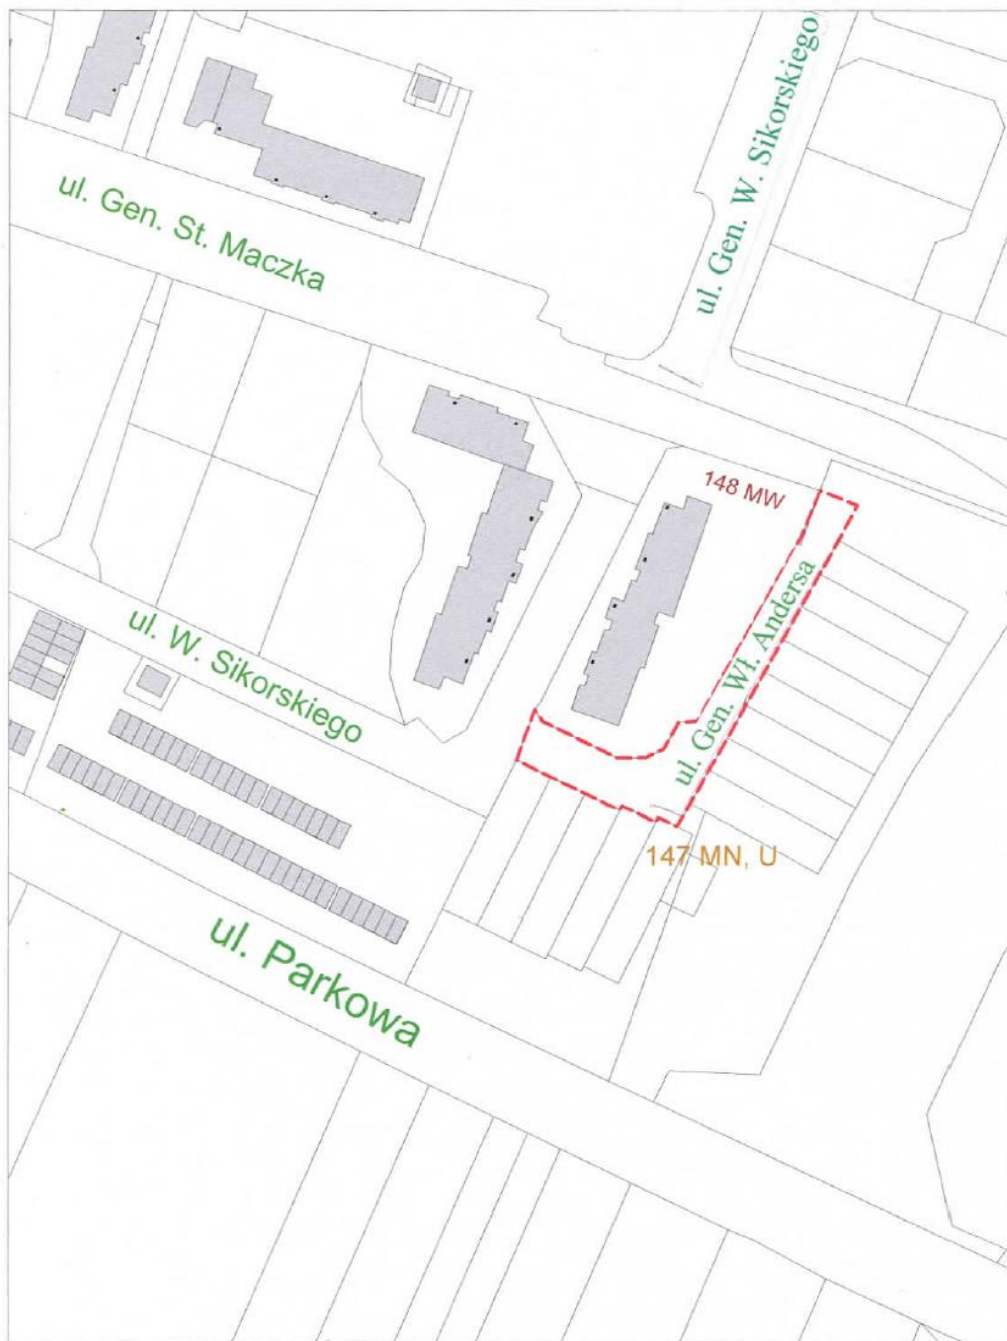 ul. Gen. W. Sikorskiego
ul. Gen. St. Maczka
148 MW
ul. Gen. Wł. Andersa
ul. W. Sikorskiego
147 MN, U
ul. Parkowa